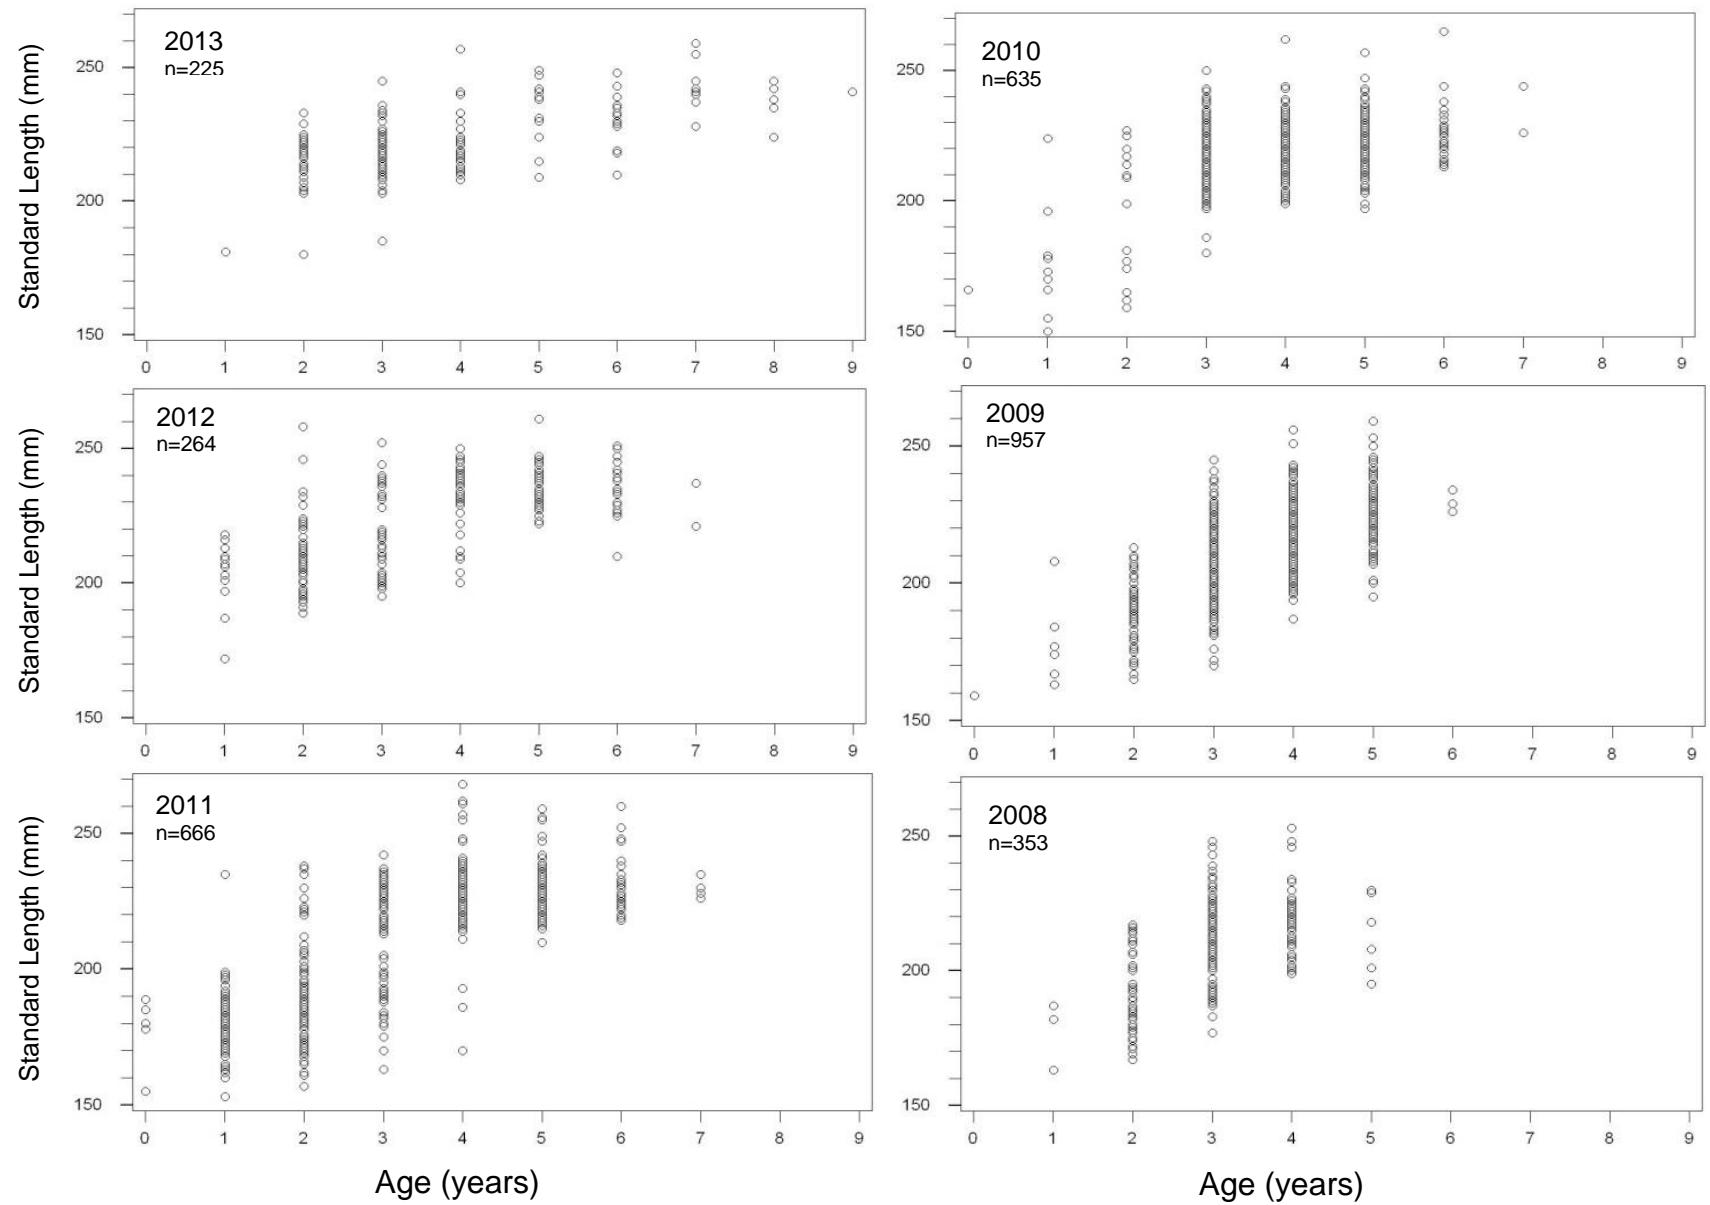 Standard Length (mm)
2013
n=225
250
200
150
0 1 2 3 4 5 6 7 8 9
2010
n=635
250
200
150
0 1 2 3 4 5 6 7 8 9
Standard Length (mm)
2012
n=264
250
200
150
0 1 2 3 4 5 6 7 8 9
2009
n=957
250
200
150
0 1 2 3 4 5 6 7 8 9
Standard Length (mm)
2011
n=666
250
200
150
0 1 2 3 4 5 6 7 8 9
Age (years)
2008
n=353
250
200
150
0 1 2 3 4 5 6 7 8 9
Age (years)